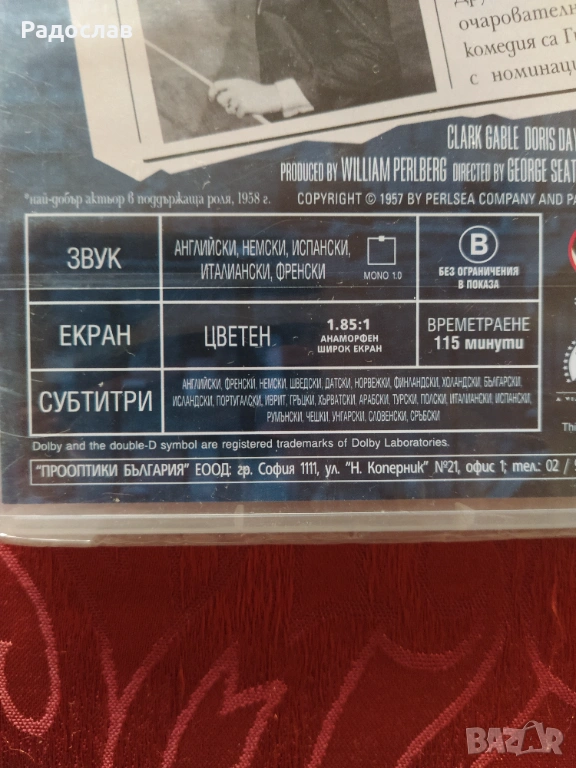 Радослав
очарователн
комедия са Г
с номинаци
CLARK GABLE DORIS DAY
PRODUCED BY WILLIAM PERLBERG DIRECTED BY GEORGE SEAT
*най-добър актьор в поддържаща роля, 1958 г.
COPYRIGHT © 1957 BY PERLSEA COMPANY AND PA
ЗВУК
АНГЛИЙСКИ, НЕМСКИ, ИСПАНСКИ,
ИТАЛИАНСКИ, ФРЕНСКИ
MONO 1.0
B
БЕЗ ОГРАНИЧЕНИЯ
В ПОКАЗА
ЕКРАН
ЦВЕТЕН
1.85:1
АНАМОРФЕН
ШИРОК ЕКРАН
ВРЕМЕТРАЕНЕ
115 минути
СУБТИТРИ
АНГЛИЙСКИ, ФРЕНСКИ, НЕМСКИ, ШВЕДСКИ, ДАТСКИ, НОРВЕЖКИ, ФИНЛАНДСКИ, ХОЛАНДСКИ, БЪЛГАРСКИ,
ИСЛАНДСКИ, ПОРТУГАЛСКИ, ИВРИТ, ГРЪЦКИ, ХЪРВАТСКИ, АРАБСКИ, ТУРСКИ, ПОЛСКИ, ИТАЛИАНСКИ, ИСПАНСКИ,
РУМЪНСКИ, ЧЕШКИ, УНГАРСКИ, СЛОВЕНСКИ, СРЪБСКИ
Dolby and the double-D symbol are registered trademarks of Dolby Laboratories.
Thi
"ПРООПТИКИ БЪЛГАРИЯ" ЕООД: гр. София 1111, ул. "Н. Коперник" №21, офис 1; тел.: 02 /
BAZAR